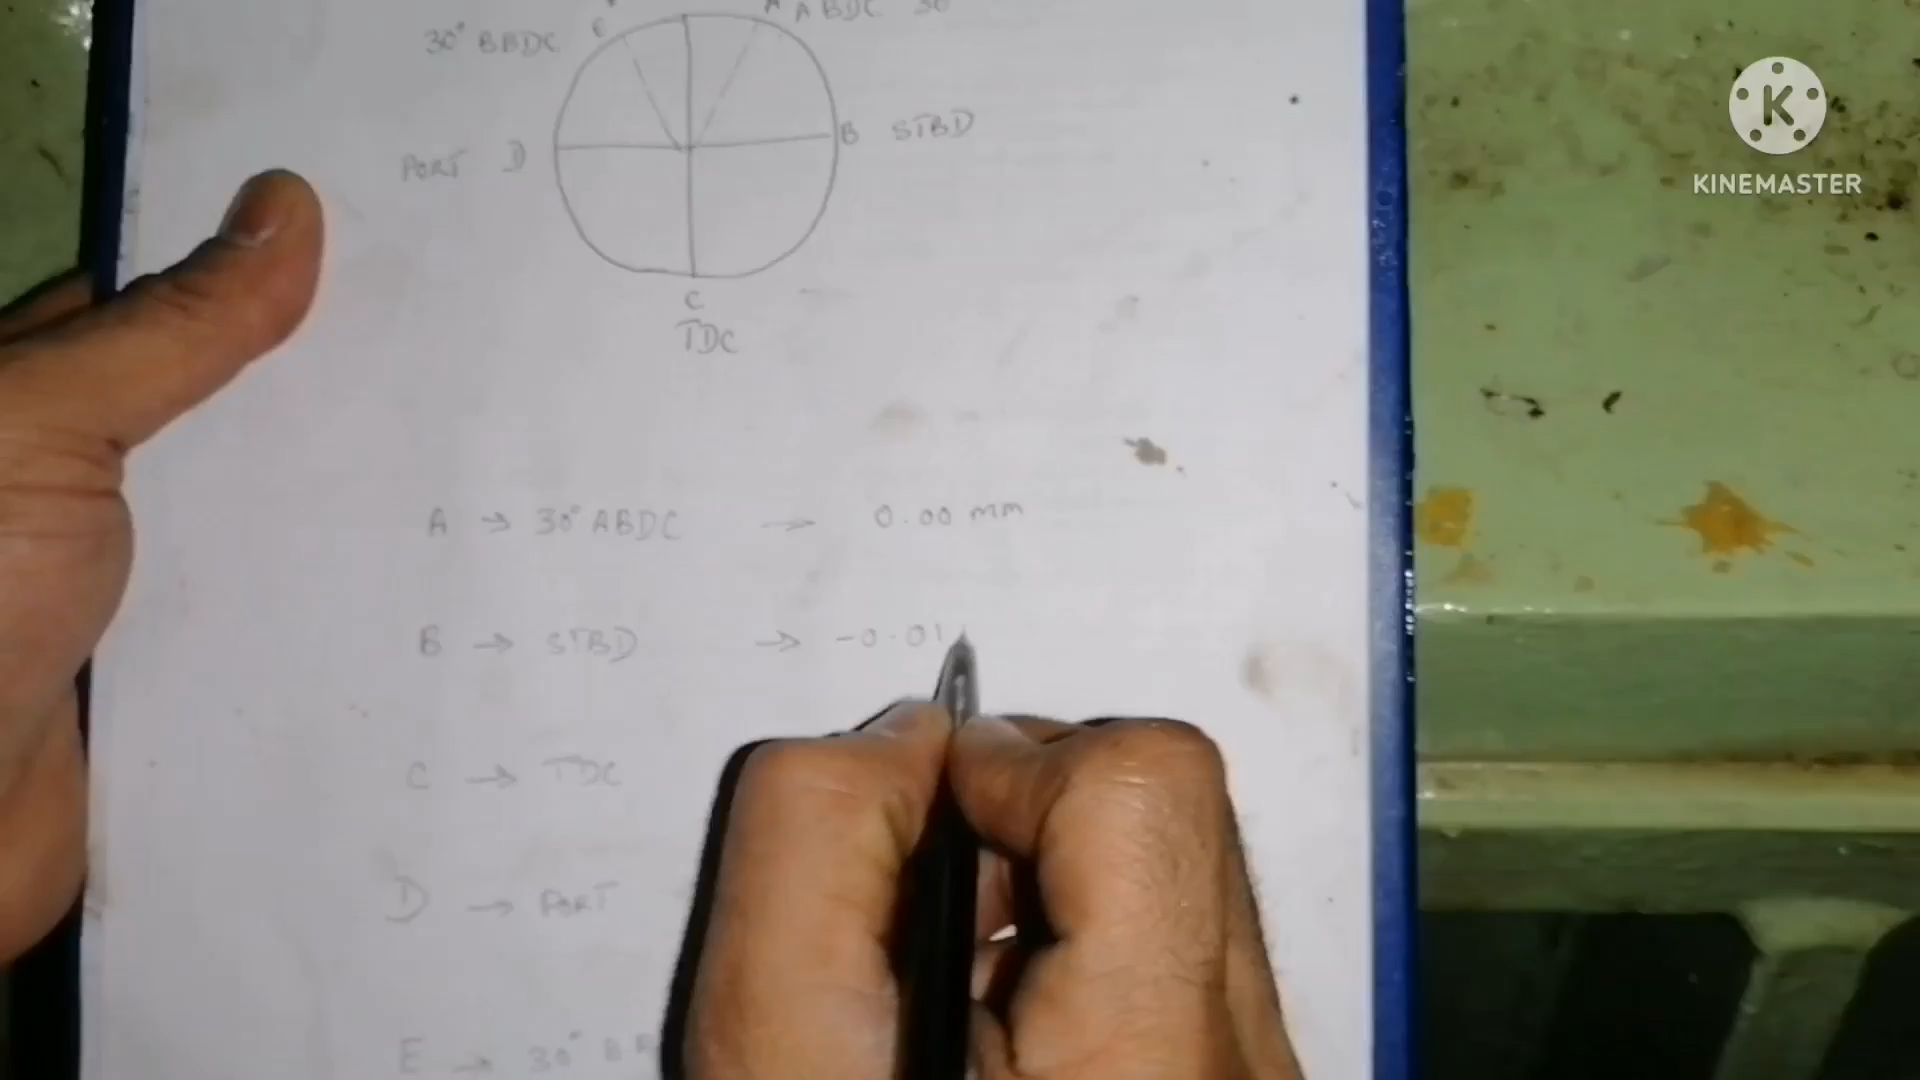 A ABDC 30
30° BBDC E
B STBD
PORT D
C
TDC
A → 30° ABDC → 0.00 mm
B → STBD → -0.01
C → TDC
D → PORT
E → 30° B
K
KINEMASTER